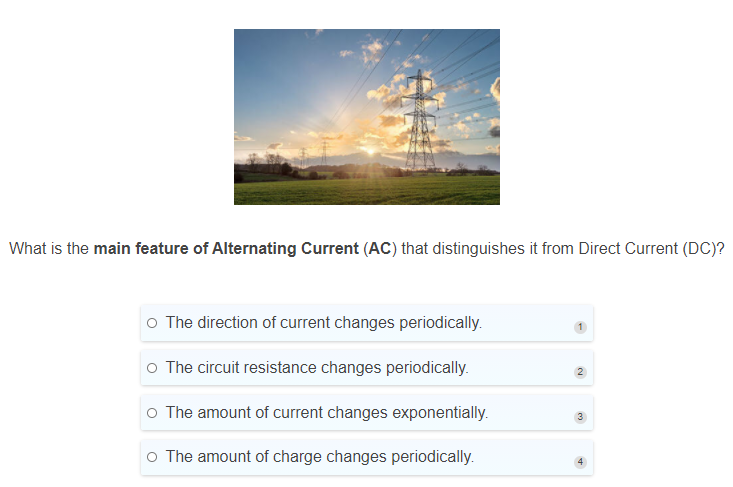 What is the main feature of Alternating Current (AC) that distinguishes it from Direct Current (DC)?
The direction of current changes periodically. 1
The circuit resistance changes periodically. 2
The amount of current changes exponentially. 3
The amount of charge changes periodically. 4